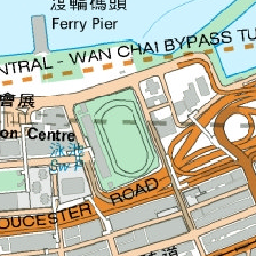 渡輪碼頭
Ferry Pier
ENTRAL - WAN CHAI BYPASS TU
會展
on Centre
泳池
Sw P
OUCESTER ROAD